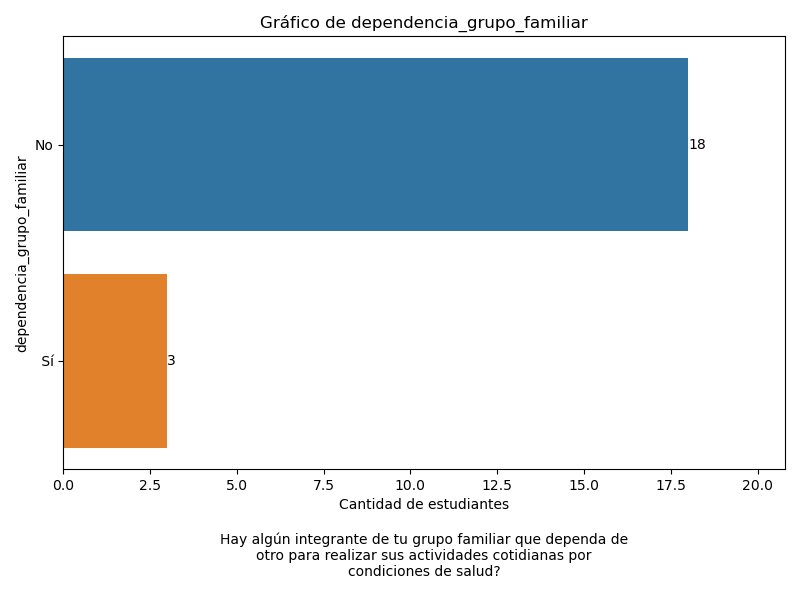 Gráfico de dependencia_grupo_familiar
dependencia_grupo_familiar
No
18
Sí
3
0.0 2.5 5.0 7.5 10.0 12.5 15.0 17.5 20.0
Cantidad de estudiantes
Hay algún integrante de tu grupo familiar que dependa de
otro para realizar sus actividades cotidianas por
condiciones de salud?